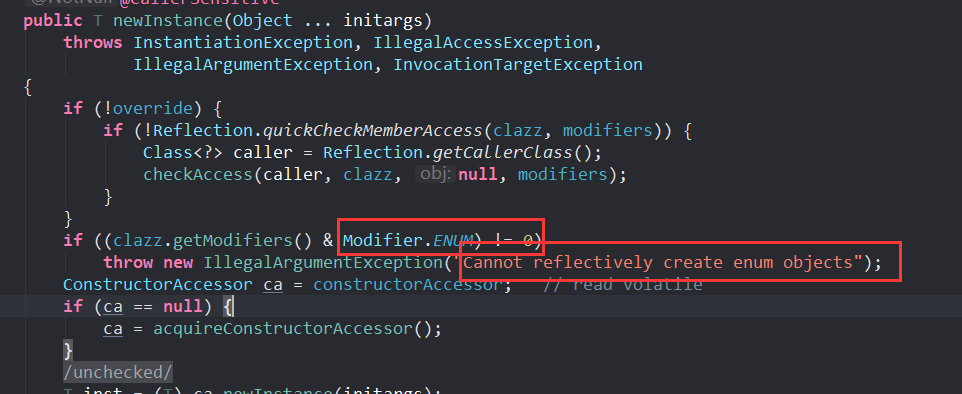 @CallerSensitive
public T newInstance(Object ... initargs)
throws InstantiationException, IllegalAccessException,
IllegalArgumentException, InvocationTargetException
{
if (!override) {
if (!Reflection.quickCheckMemberAccess(clazz, modifiers)) {
Class<?> caller = Reflection.getCallerClass();
checkAccess(caller, clazz, obj: null, modifiers);
}
}
if ((clazz.getModifiers() & Modifier.ENUM) != 0)
throw new IllegalArgumentException("Cannot reflectively create enum objects");
ConstructorAccessor ca = constructorAccessor; // read volatile
if (ca == null) {
ca = acquireConstructorAccessor();
}
/unchecked/
T inst = (T) ca.newInstance(initargs);